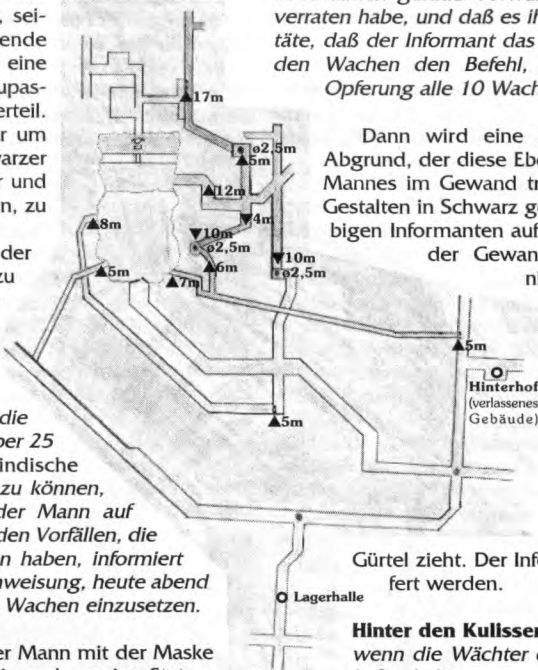 , sei-
ende
eine
upas-
erteil.
r um
warzer
r und
n, zu
der
zu
die
ber 25
indische
zu können,
der Mann auf
den Vorfällen, die
n haben, informiert
nweisung, heute abend
Wachen einzusetzen.
er Mann mit der Maske
verraten habe, und daß es ih
täte, daß der Informant das
den Wachen den Befehl,
Opferung alle 10 Wach
Dann wird eine
Abgrund, der diese Ebe
Mannes im Gewand tr
Gestalten in Schwarz ge
bigen Informanten auf
der Gewan
17m
ø2,5m
5m
12m
4m
8m
10m
ø2,5m
10m
ø2,5m
5m
6m
7m
5m
Hinterhof
(verlassenes
Gebäude)
5m
Lagerhalle
Gürtel zieht. Der Inf
fert werden.
Hinter den Kulissen
wenn die Wächter